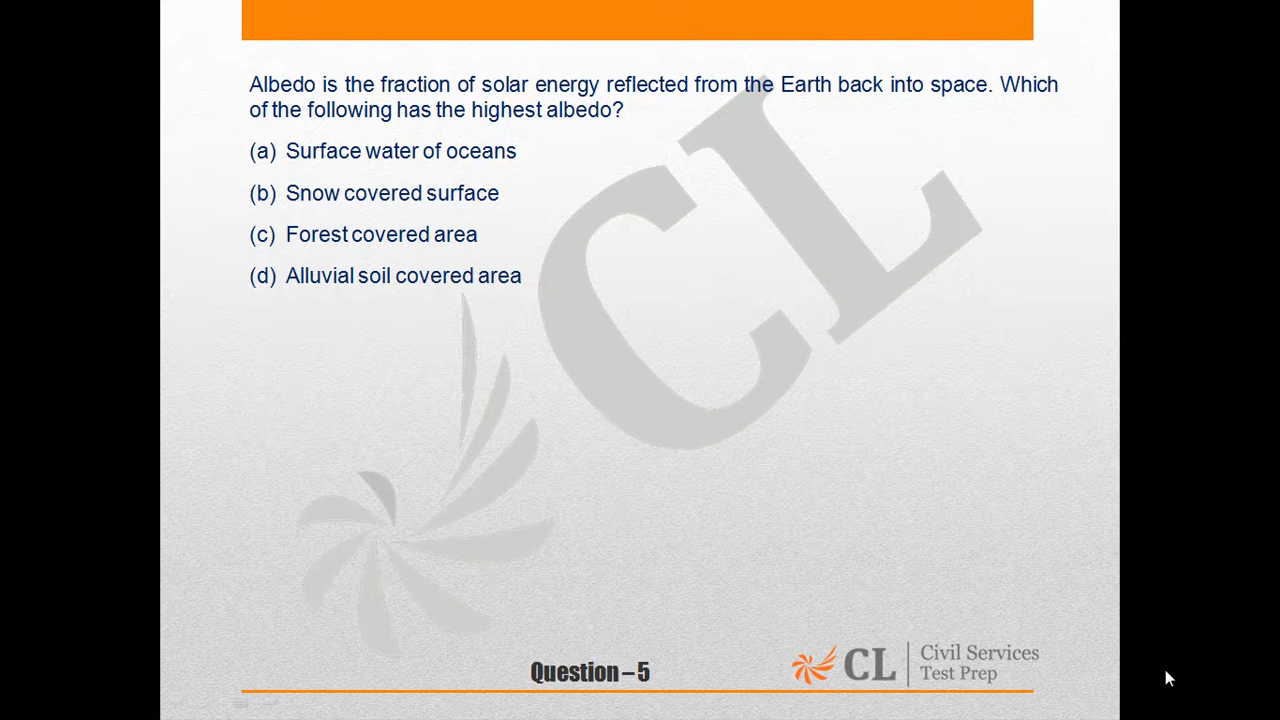 Albedo is the fraction of solar energy reflected from the Earth back into space. Which
of the following has the highest albedo?
(a) Surface water of oceans
(b) Snow covered surface
(c) Forest covered area
(d) Alluvial soil covered area
CL
Question – 5
CL
Civil Services
Test Prep